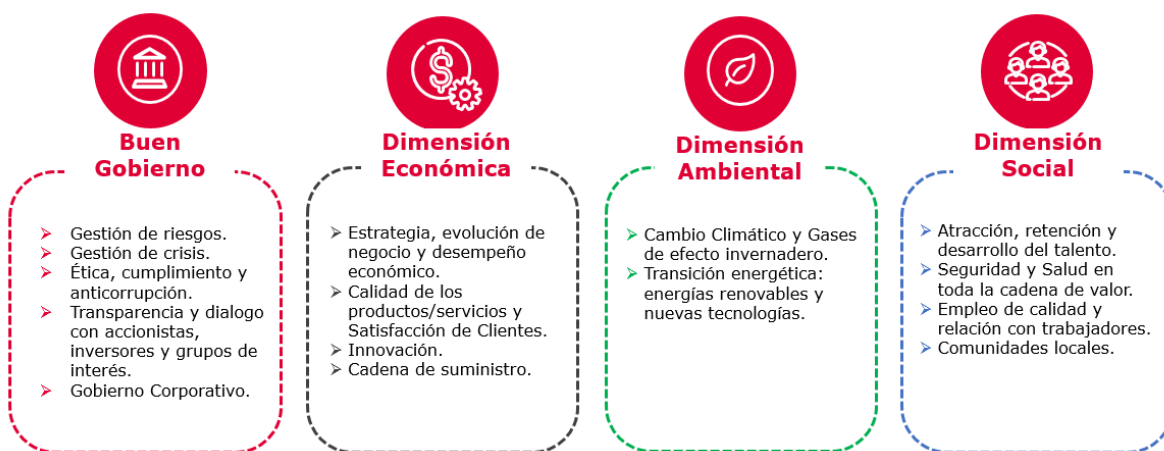 Buen
Gobierno
➢ Gestión de riesgos.
➢ Gestión de crisis.
➢ Ética, cumplimiento y
anticorrupción.
➢ Transparencia y dialogo
con accionistas,
inversores y grupos de
interés.
➢ Gobierno Corporativo.
Dimensión
Económica
➢ Estrategia, evolución de
negocio y desempeño
económico.
➢ Calidad de los
productos/servicios y
Satisfacción de Clientes.
➢ Innovación.
➢ Cadena de suministro.
Dimensión
Ambiental
➢ Cambio Climático y Gases
de efecto invernadero.
➢ Transición energética:
energías renovables y
nuevas tecnologías.
Dimensión
Social
➢ Atracción, retención y
desarrollo del talento.
➢ Seguridad y Salud en
toda la cadena de valor.
➢ Empleo de calidad y
relación con trabajadores.
➢ Comunidades locales.